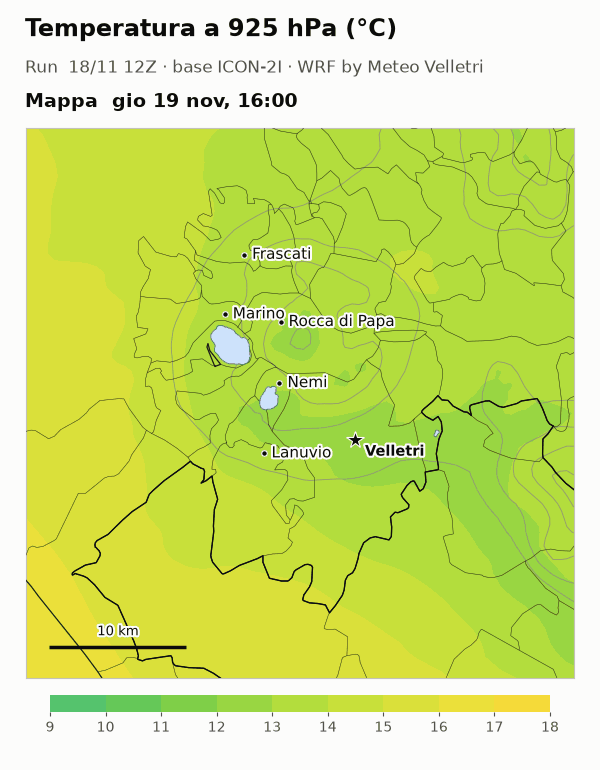 Temperatura a 925 hPa (°C)
Run 18/11 12Z · base ICON-2I · WRF by Meteo Velletri
Mappa gio 19 nov, 16:00
Frascati
Marino
Rocca di Papa
Nemi
Velletri
Lanuvio
10 km
9 10 11 12 13 14 15 16 17 18